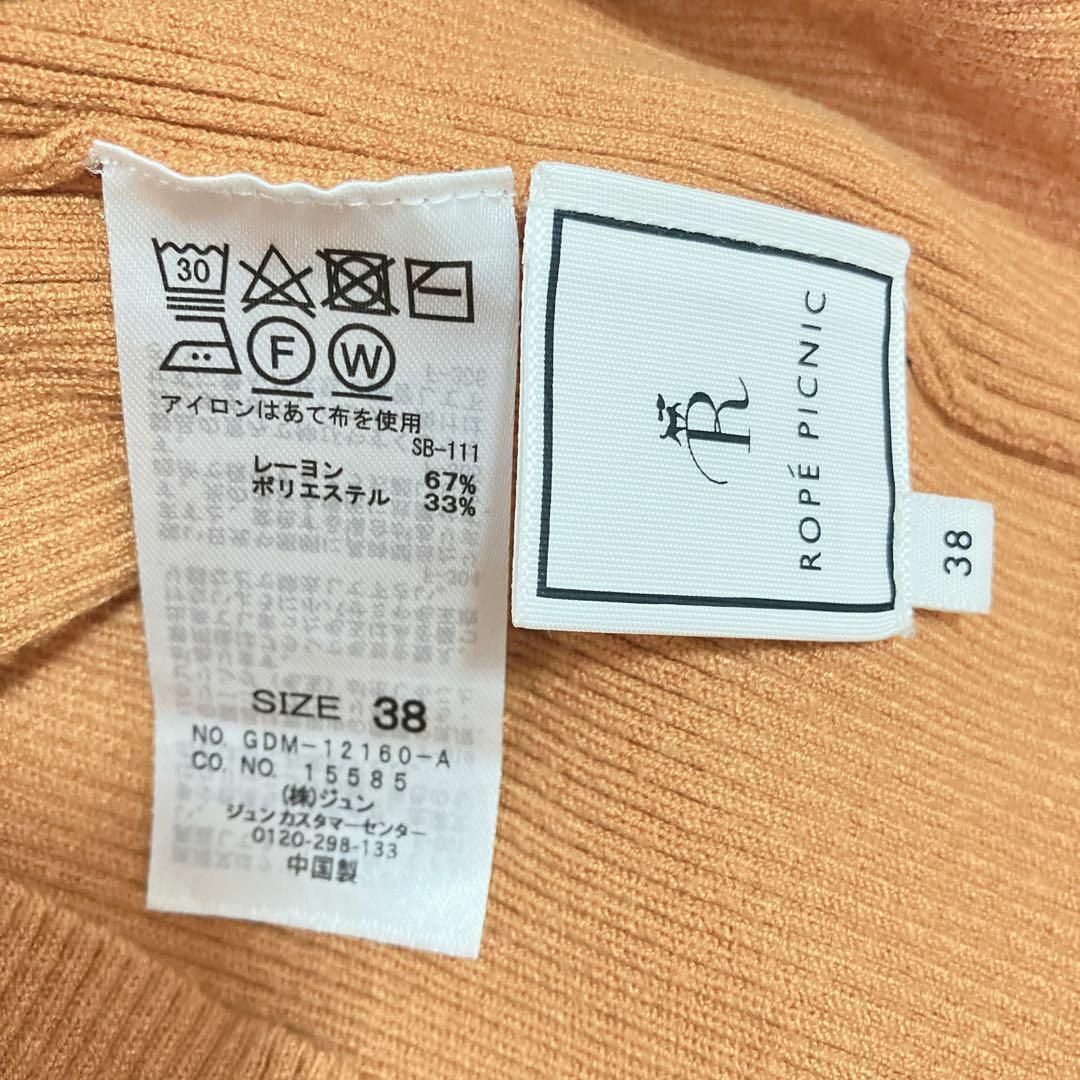 30
F W
アイロンはあて布を使用
SB-111
レーヨン 67%
ポリエステル 33%
SIZE 38
NO. GDM-12160-A
CO. NO. 15585
(株)ジュン
ジュンカスタマーセンター
0120-298-133
中国製
R
ROPÉ PICNIC
38